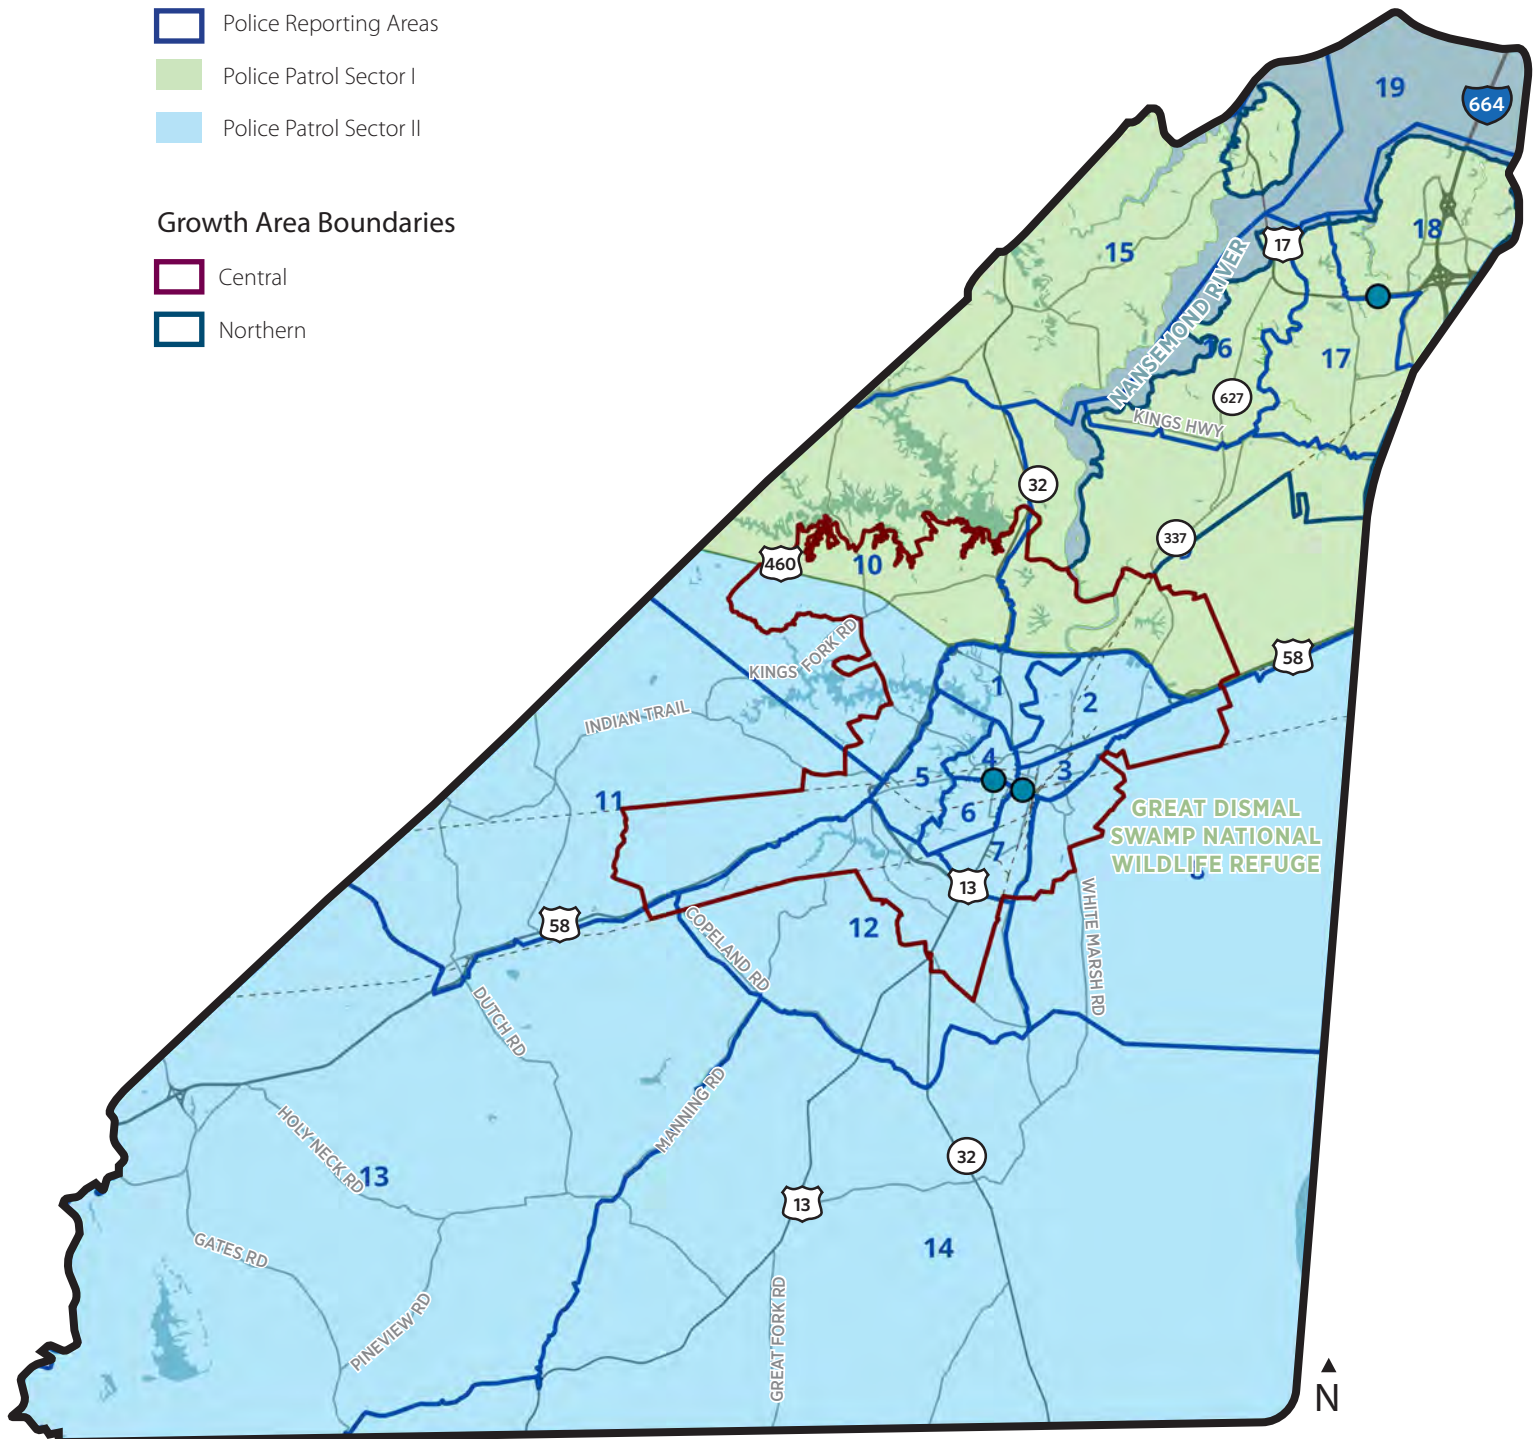 Police Reporting Areas
Police Patrol Sector I
Police Patrol Sector II
Growth Area Boundaries
Central
Northern
19
664
18
15
17
NANSEMOND RIVER
16
17
627
KINGS HWY
32
337
460
10
KINGS FORK RD
58
1
2
INDIAN TRAIL
4
5
3
11
6
GREAT DISMAL
SWAMP NATIONAL
WILDLIFE REFUGE
7
13
WHITE MARSH RD
58
12
COPELAND RD
DUTCH RD
MANNING RD
HOLY NECK RD
13
32
13
GATES RD
14
PINEVIEW RD
GREAT FORK RD
N